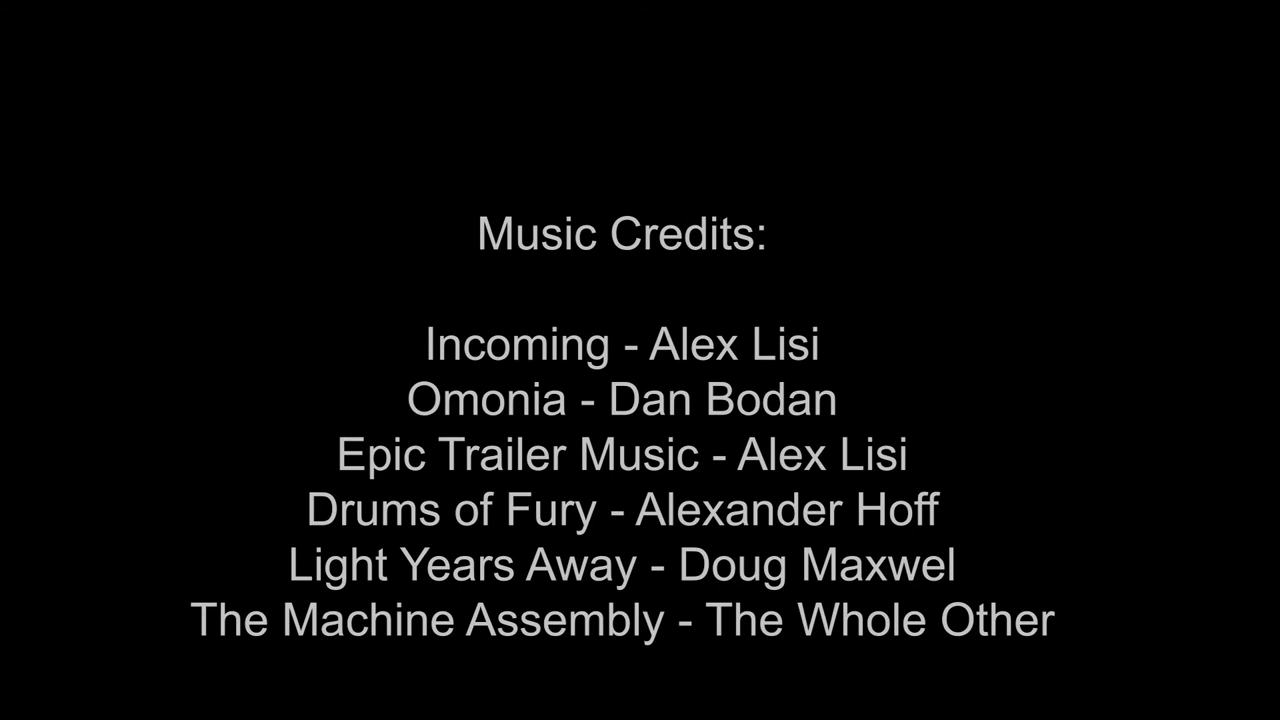 Music Credits:
Incoming - Alex Lisi
Omonia - Dan Bodan
Epic Trailer Music - Alex Lisi
Drums of Fury - Alexander Hoff
Light Years Away - Doug Maxwel
The Machine Assembly - The Whole Other